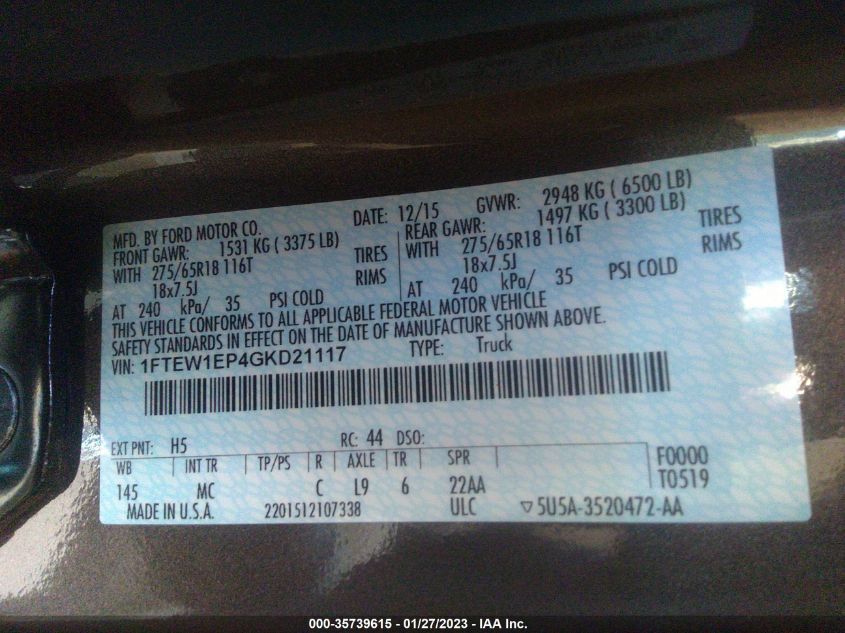 MFD. BY FORD MOTOR CO.
DATE: 12/15 GVWR: 2948 KG ( 6500 LB)
FRONT GAWR: 1531 KG ( 3375 LB)
WITH 275/65R18 116T TIRES
18x7.5J RIMS
AT 240 kPa/ 35 PSI COLD
REAR GAWR: 1497 KG ( 3300 LB)
WITH 275/65R18 116T TIRES
18x7.5J RIMS
AT 240 kPa/ 35 PSI COLD
THIS VEHICLE CONFORMS TO ALL APPLICABLE FEDERAL MOTOR VEHICLE
SAFETY STANDARDS IN EFFECT ON THE DATE OF MANUFACTURE SHOWN ABOVE.
VIN: 1FTEW1EP4GKD21117 TYPE: Truck
EXT PNT: H5 RC: 44 DSO:
WB INT TR TP/PS R AXLE TR SPR F0000
145 MC C L9 6 22AA T0519
MADE IN U.S.A. 2201512107338 ULC ▽5U5A-3520472-AA
000-35739615 - 01/27/2023 - IAA Inc.